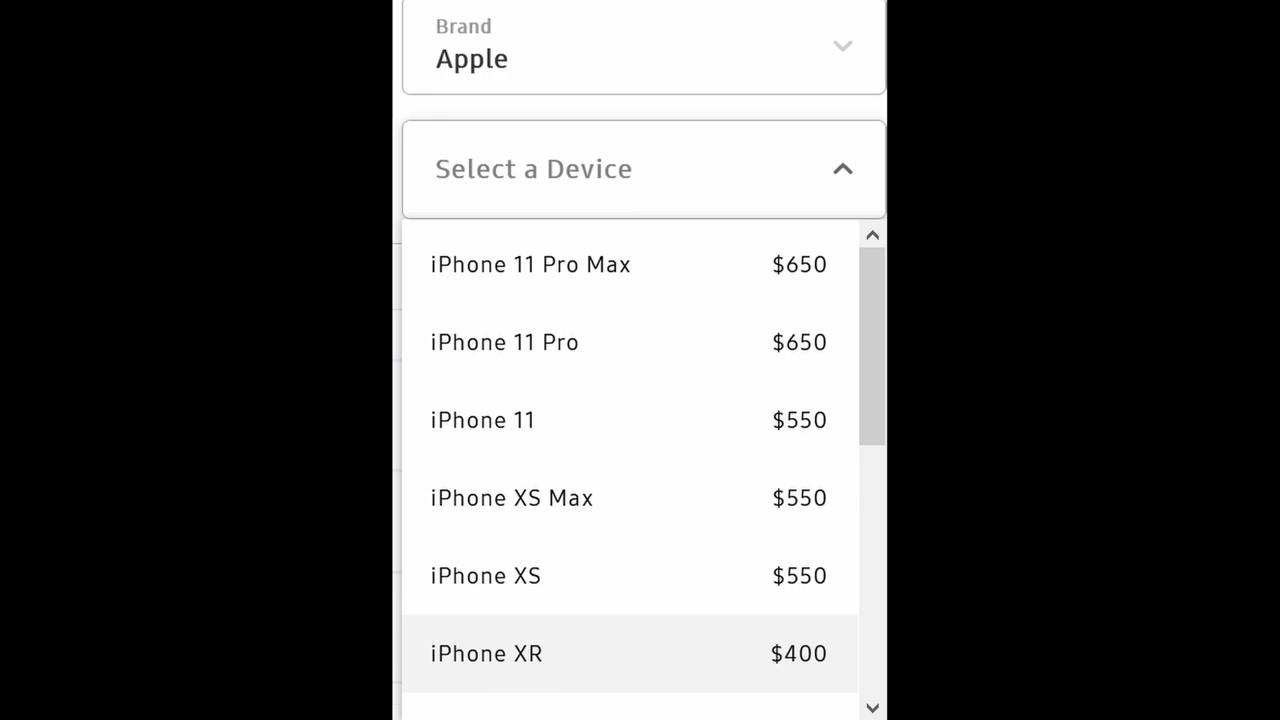 Brand
Apple
Select a Device
iPhone 11 Pro Max $650
iPhone 11 Pro $650
iPhone 11 $550
iPhone XS Max $550
iPhone XS $550
iPhone XR $400